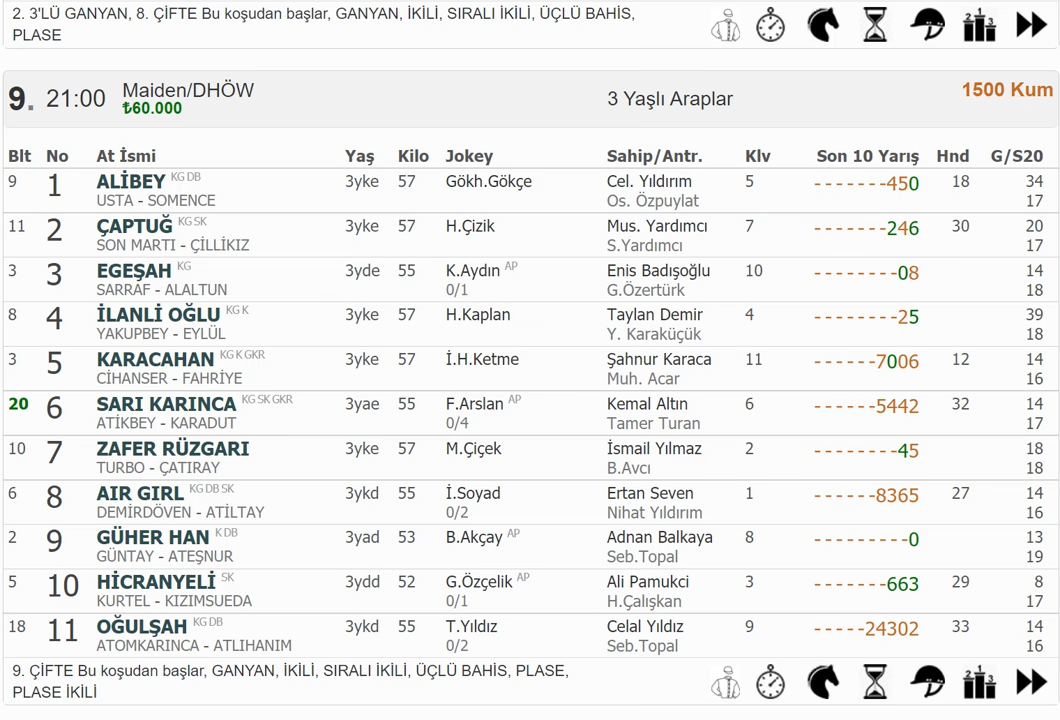 2. 3'LÜ GANYAN, 8. ÇİFTE Bu koşudan başlar, GANYAN, İKİLİ, SIRALI İKİLİ, ÜÇLÜ BAHİS,
PLASE
9. 21:00 Maiden/DHÖW 3 Yaşlı Araplar 1500 Kum
₺60.000
Blt No At İsmi Yaş Kilo Jokey Sahip/Antr. Klv Son 10 Yarış Hnd G/S20
9 1 ALİBEY KG DB 3yke 57 Gökh.Gökçe Cel. Yıldırım 5 -------450 18 34
USTA - SOMENCE Os. Özpuylat 17
11 2 ÇAPTUĞ KG SK 3yke 57 H.Çizik Mus. Yardımcı 7 -------246 30 20
SON MARTI - ÇİLLİKIZ S.Yardımcı 17
3 3 EGEŞAH KG 3yde 55 K.Aydın AP Enis Badışoğlu 10 --------08 14
SARRAF - ALALTUN 0/1 G.Özertürk 18
8 4 İLANLİ OĞLU KG K 3yke 57 H.Kaplan Taylan Demir 4 --------25 39
YAKUPBEY - EYLÜL Y. Karaküçük 18
3 5 KARACAHAN KG K GKR 3yke 57 İ.H.Ketme Şahnur Karaca 11 ------7006 12 14
CİHANSER - FAHRİYE Muh. Acar 16
20 6 SARI KARINCA KG SK GKR 3yae 55 F.Arslan AP Kemal Altın 6 ------5442 32 14
ATİKBEY - KARADUT 0/4 Tamer Turan 17
10 7 ZAFER RÜZGARI 3yke 57 M.Çiçek İsmail Yılmaz 2 --------45 18
TURBO - ÇATIRAY B.Avcı 18
6 8 AIR GIRL KG DB SK 3ykd 55 İ.Soyad Ertan Seven 1 ------8365 27 14
DEMİRDÖVEN - ATİLTAY 0/2 Nihat Yıldırım 16
2 9 GÜHER HAN K DB 3yad 53 B.Akçay AP Adnan Balkaya 8 ---------0 13
GÜNTAY - ATEŞNUR Seb.Topal 19
5 10 HİCRANYELİ SK 3ydd 52 G.Özçelik AP Ali Pamukci 3 -------663 29 8
KURTEL - KIZIMSUEDA 0/1 H.Çalışkan 17
18 11 OĞULŞAH KG DB 3ykd 55 T.Yıldız Celal Yıldız 9 -----24302 33 14
ATOMKARINCA - ATLIHANIM 0/2 Seb.Topal 16
9. ÇİFTE Bu koşudan başlar, GANYAN, İKİLİ, SIRALI İKİLİ, ÜÇLÜ BAHİS, PLASE,
PLASE İKİLİ